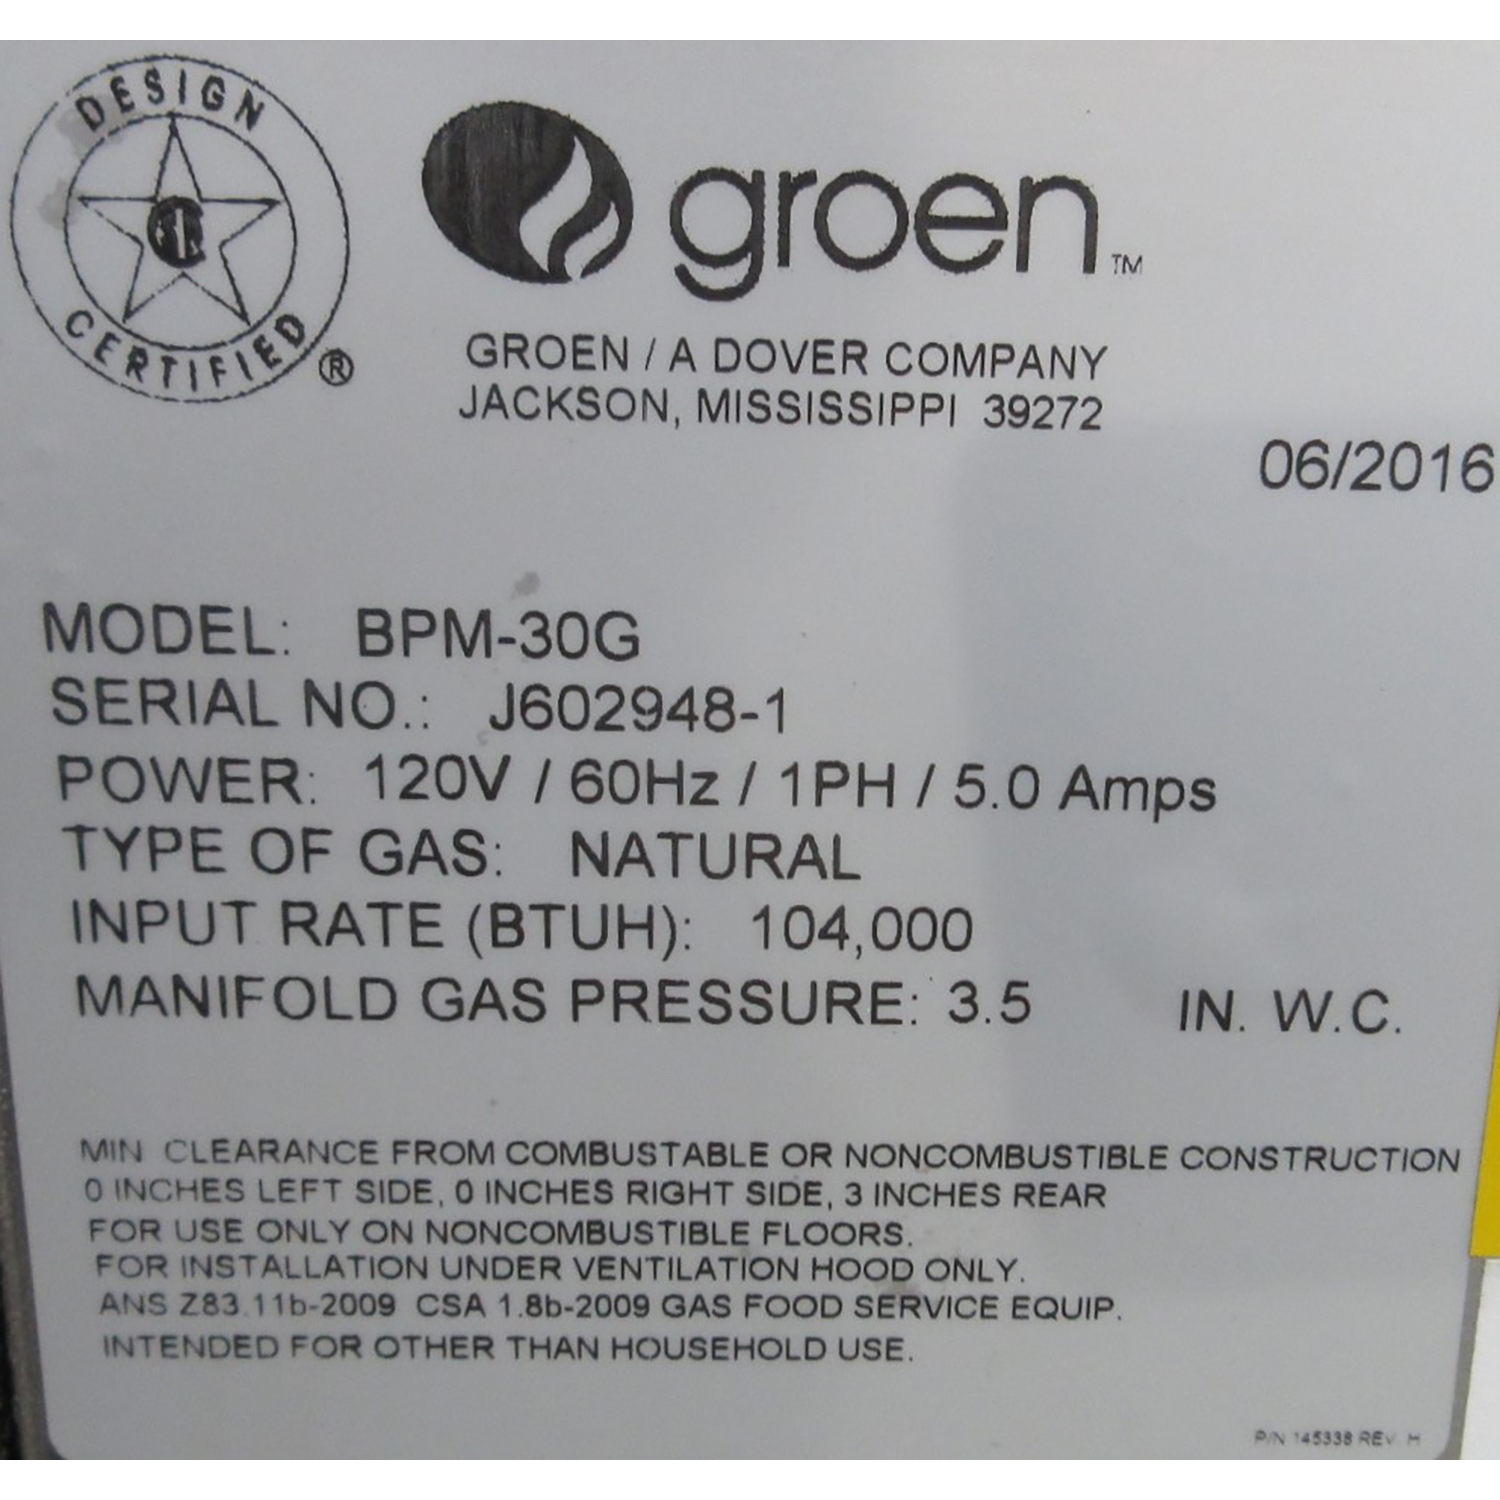 DESIGN
CERTIFIED
®
groen™
GROEN / A DOVER COMPANY
JACKSON, MISSISSIPPI 39272
06/2016
MODEL: BPM-30G
SERIAL NO.: J602948-1
POWER: 120V / 60Hz / 1PH / 5.0 Amps
TYPE OF GAS: NATURAL
INPUT RATE (BTUH): 104,000
MANIFOLD GAS PRESSURE: 3.5 IN. W.C.
MIN CLEARANCE FROM COMBUSTABLE OR NONCOMBUSTIBLE CONSTRUCTION
0 INCHES LEFT SIDE, 0 INCHES RIGHT SIDE, 3 INCHES REAR
FOR USE ONLY ON NONCOMBUSTIBLE FLOORS.
FOR INSTALLATION UNDER VENTILATION HOOD ONLY.
ANS Z83.11b-2009 CSA 1.8b-2009 GAS FOOD SERVICE EQUIP.
INTENDED FOR OTHER THAN HOUSEHOLD USE.
P/N 145338 REV H